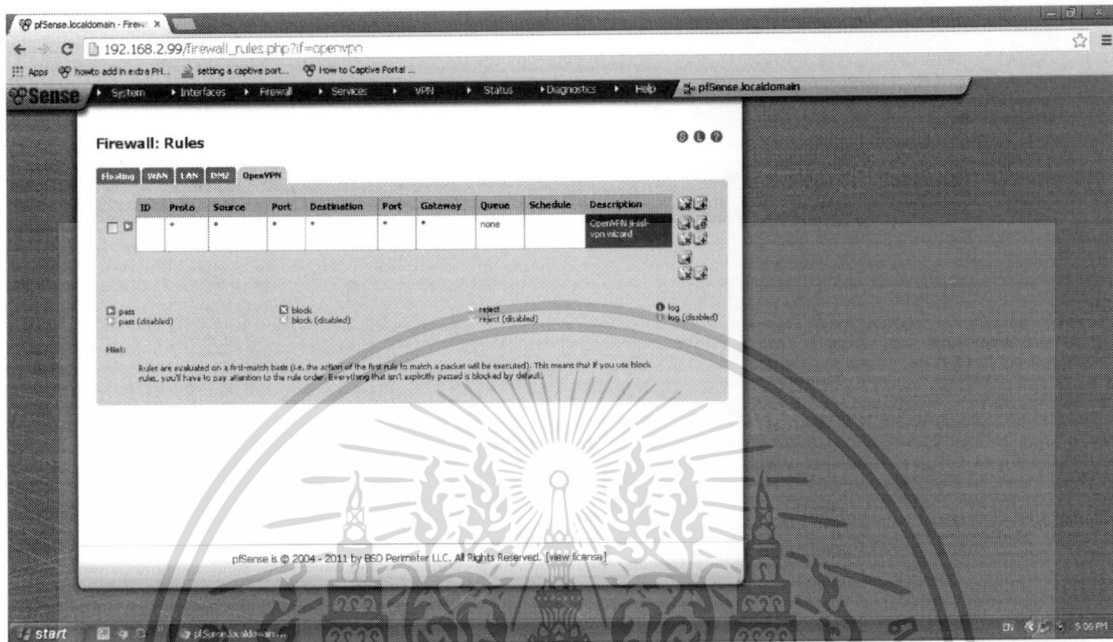 pfSense.localdomain - Firew
192.168.2.99/firewall_rules.php?if=openvpn
Apps howto add in extra PH... setting a captive port... How to Captive Portal ...
Sense System Interfaces Firewall Services VPN Status Diagnostics Help pfSense.localdomain
Firewall: Rules
Floating WAN LAN DMZ OpenVPN
ID Proto Source Port Destination Port Gateway Queue Schedule Description
* * * * * * none OpenVPN
vpn wizard
pass block reject log
pass (disabled) block (disabled) reject (disabled) log (disabled)
Hint:
Rules are evaluated on a first-match basis (i.e. the action of the first rule to match a packet will be executed). This means that if you use block
rules, you'll have to pay attention to the rule order. Everything that isn't explicitly passed is blocked by default.
pfSense is © 2004 - 2011 by BSD Perimeter LLC. All Rights Reserved. [view license]
start pfSense.localdomain ... EN 5:06 PM